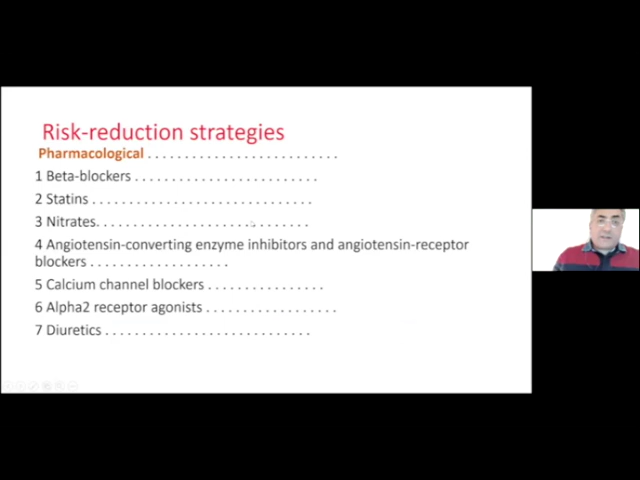 Risk-reduction strategies
Pharmacological . . . . . . . . . . . . . . . . . . . . . . . . . .
1 Beta-blockers . . . . . . . . . . . . . . . . . . . . . . . . .
2 Statins . . . . . . . . . . . . . . . . . . . . . . . . . . . . . .
3 Nitrates. . . . . . . . . . . . . . . . . . . . . . . . . . . . .
4 Angiotensin-converting enzyme inhibitors and angiotensin-receptor
blockers . . . . . . . . . . . . . . . . . . .
5 Calcium channel blockers . . . . . . . . . . . . . . . .
6 Alpha2 receptor agonists . . . . . . . . . . . . . . . . . .
7 Diuretics . . . . . . . . . . . . . . . . . . . . . . . . . . . .